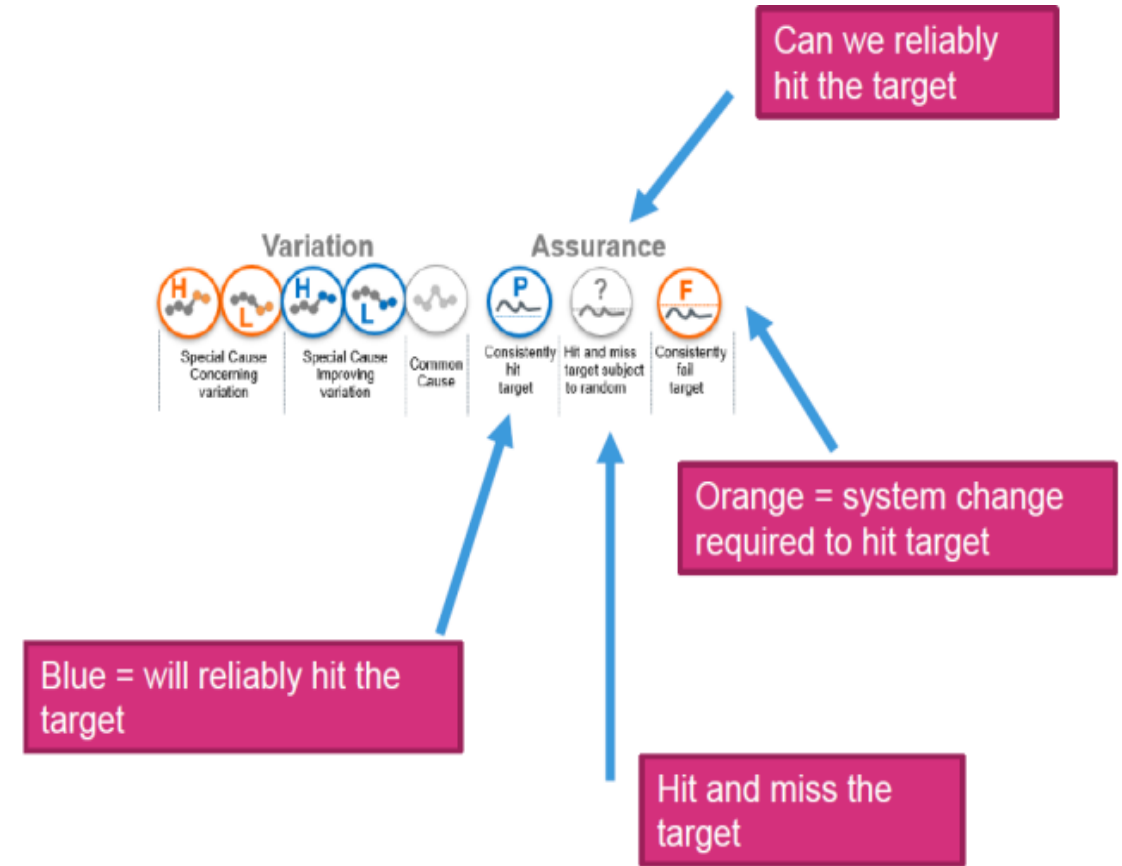 Can we reliably
hit the target
Variation
Assurance
H
L
H
L
P
?
F
Special Cause
Concerning
variation
Special Cause
Improving
variation
Common
Cause
Consistently
hit
target
Hit and miss
target subject
to random
Consistently
fail
target
Orange = system change
required to hit target
Blue = will reliably hit the
target
Hit and miss the
target